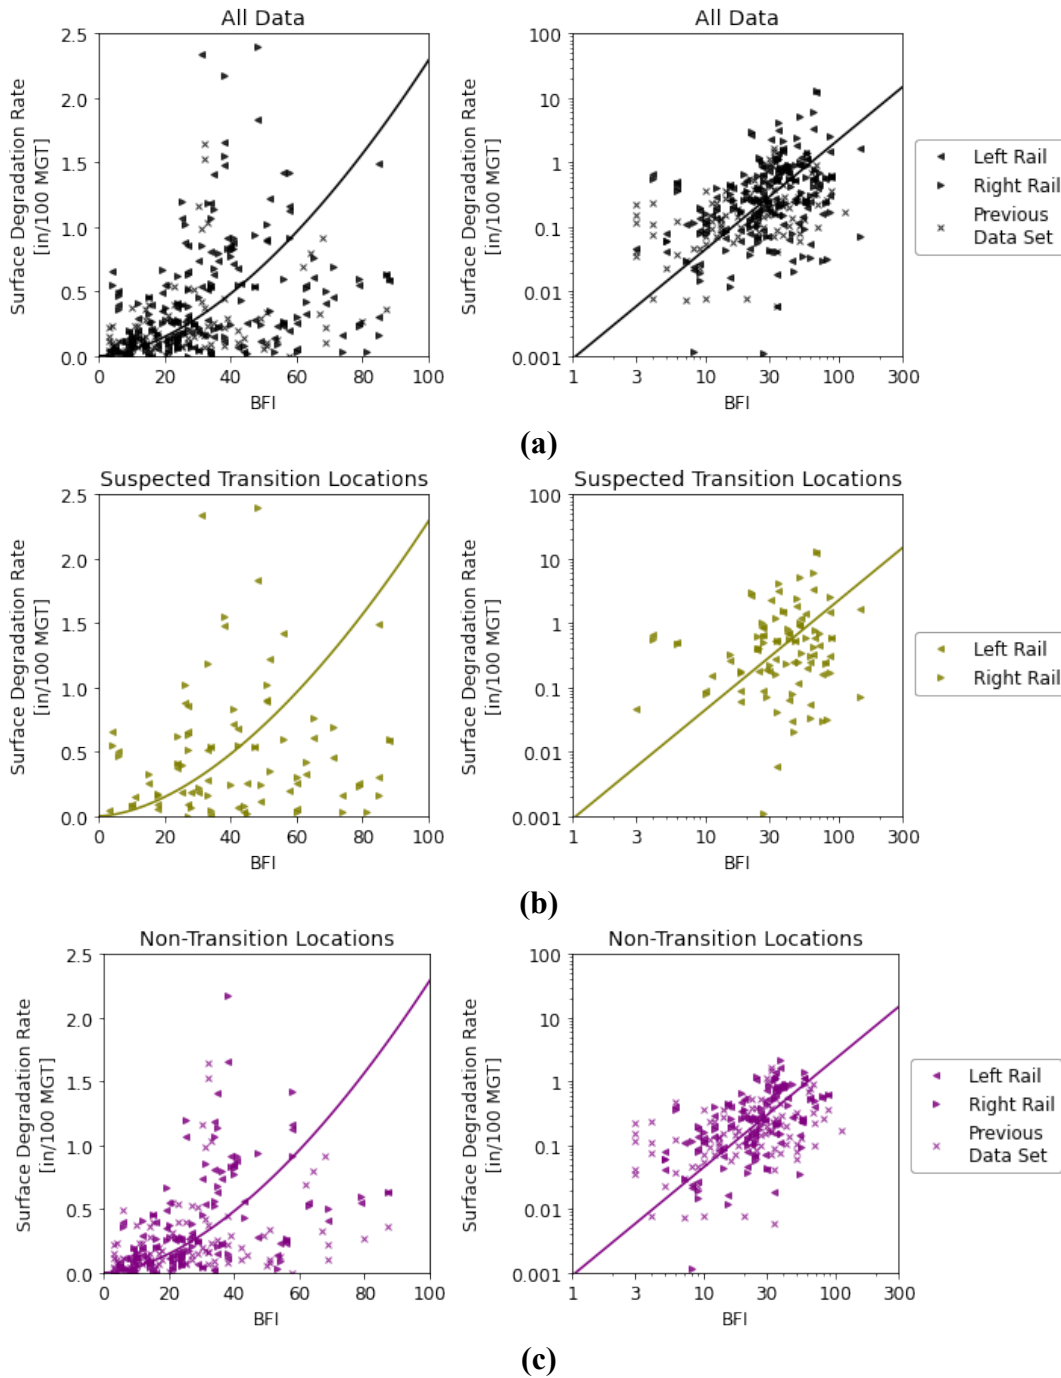 All Data
All Data
2.5
2.0
1.5
1.0
0.5
0.0
Surface Degradation Rate
[in/100 MGT]
0
20
40
60
80
100
BFI
100
10
1
0.1
0.01
0.001
Surface Degradation Rate
[in/100 MGT]
1
3
10
30
100
300
BFI
Left Rail
Right Rail
Previous
Data Set
(a)
Suspected Transition Locations
Suspected Transition Locations
2.5
2.0
1.5
1.0
0.5
0.0
Surface Degradation Rate
[in/100 MGT]
0
20
40
60
80
100
BFI
100
10
1
0.1
0.01
0.001
Surface Degradation Rate
[in/100 MGT]
1
3
10
30
100
300
BFI
Left Rail
Right Rail
(b)
Non-Transition Locations
Non-Transition Locations
2.5
2.0
1.5
1.0
0.5
0.0
Surface Degradation Rate
[in/100 MGT]
0
20
40
60
80
100
BFI
100
10
1
0.1
0.01
0.001
Surface Degradation Rate
[in/100 MGT]
1
3
10
30
100
300
BFI
Left Rail
Right Rail
Previous
Data Set
(c)